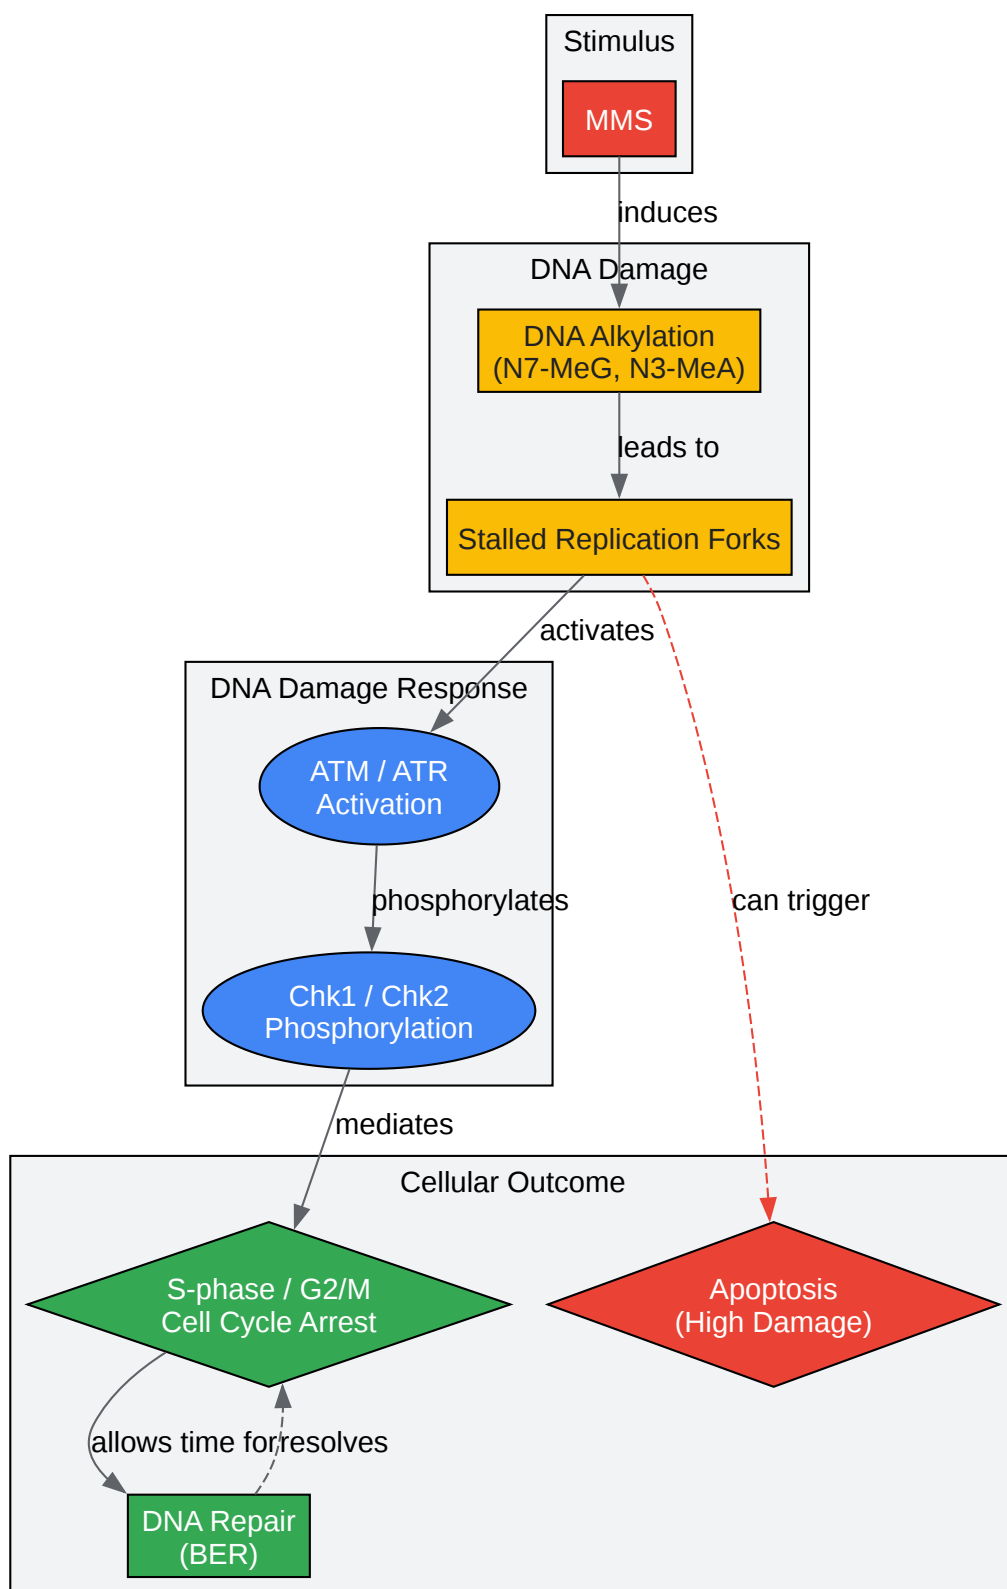 Stimulus
MMS
induces
DNA Damage
DNA Alkylation
(N7-MeG, N3-MeA)
leads to
Stalled Replication Forks
activates
DNA Damage Response
ATM / ATR
Activation
phosphorylates
can trigger
Chk1 / Chk2
Phosphorylation
mediates
Cellular Outcome
S-phase / G2/M
Cell Cycle Arrest
Apoptosis
(High Damage)
allows time for
resolves
DNA Repair
(BER)